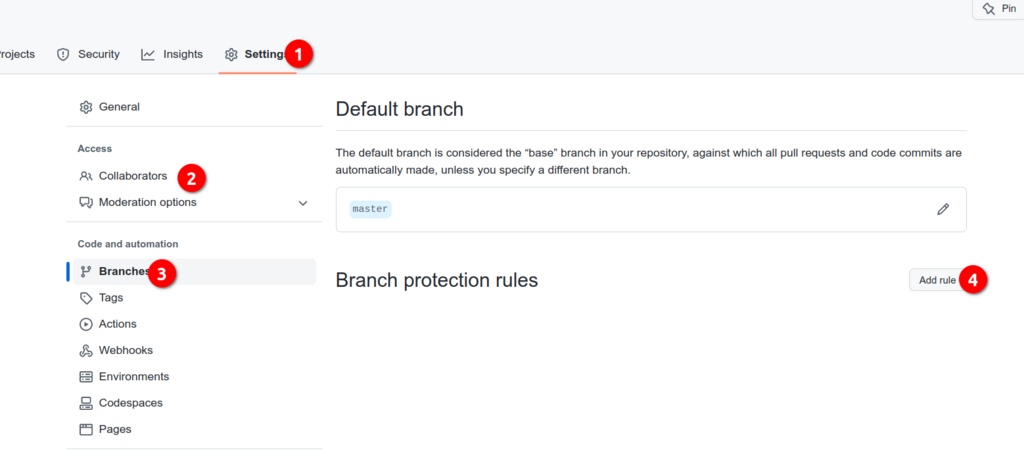 Pin
rojects Security Insights Setting 1
General
Access
Collaborators 2
Moderation options
Code and automation
Branches 3
Tags
Actions
Webhooks
Environments
Codespaces
Pages
Default branch
The default branch is considered the “base” branch in your repository, against which all pull requests and code commits are
automatically made, unless you specify a different branch.
master
Branch protection rules
Add rule 4